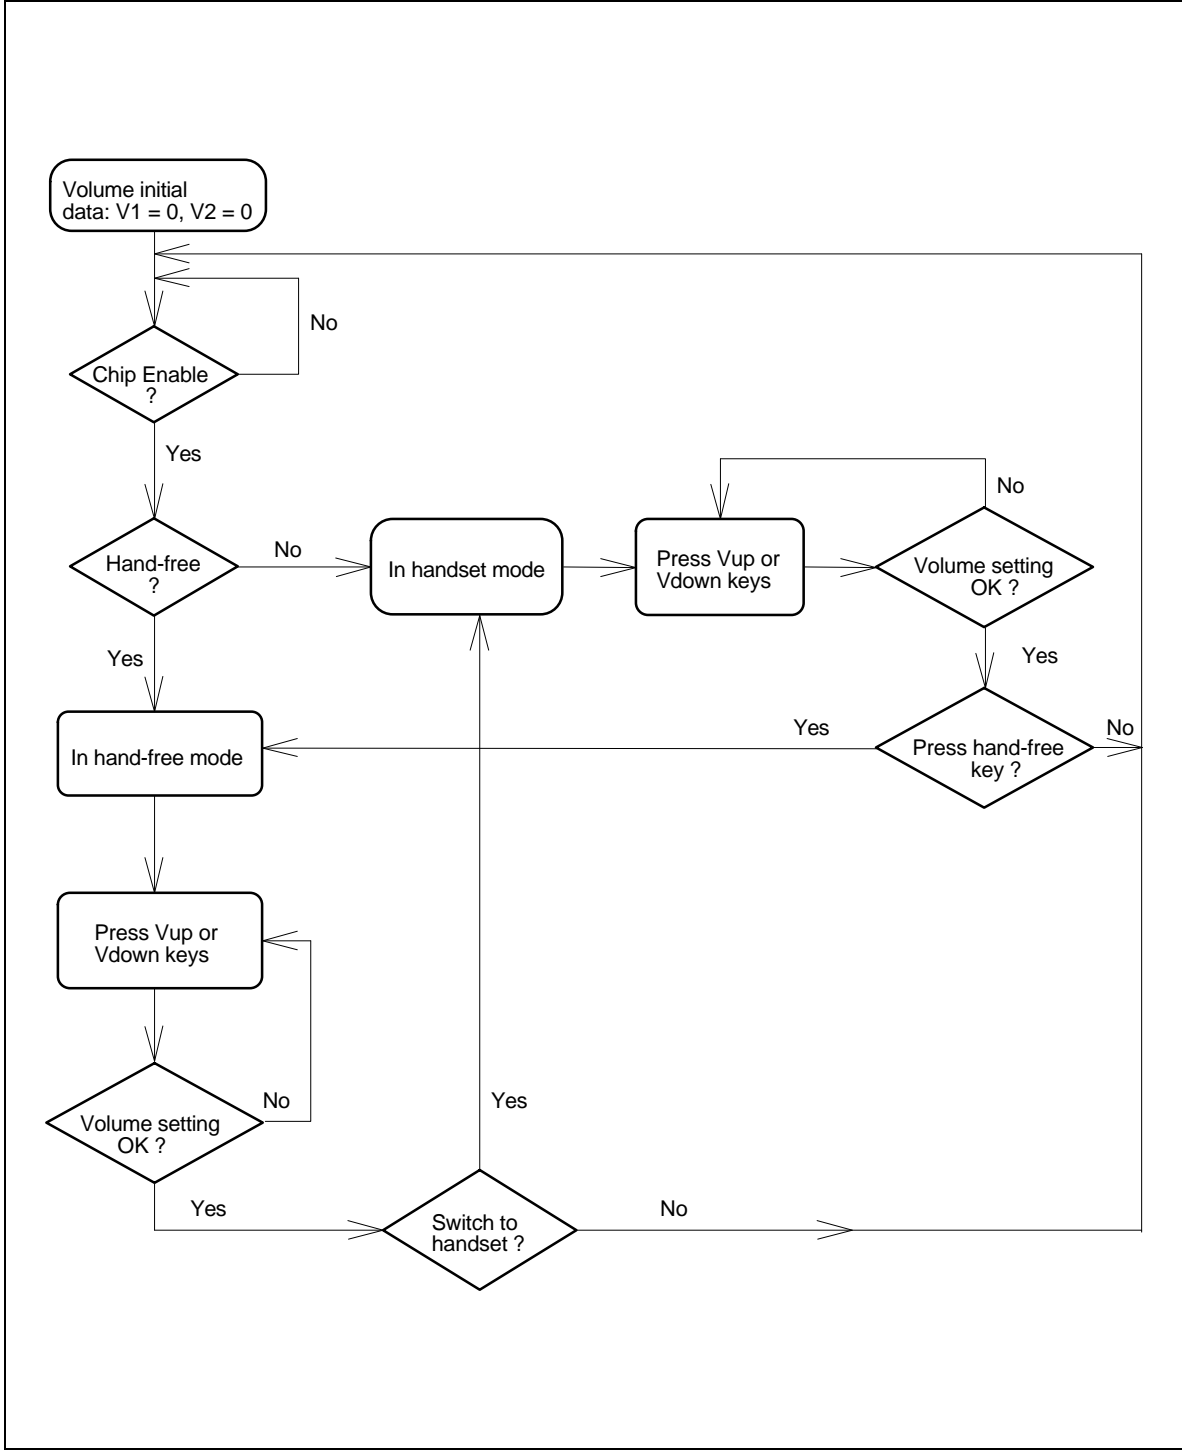 Volume initial
data: V1 = 0, V2 = 0
No
Chip Enable
?
Yes
No
Hand-free
?
No
In handset mode
Press Vup or
Vdown keys
Volume setting
OK ?
Yes
Yes
In hand-free mode
Yes
Press hand-free
key ?
No
Press Vup or
Vdown keys
No
Volume setting
OK ?
Yes
Yes
Switch to
handset ?
No